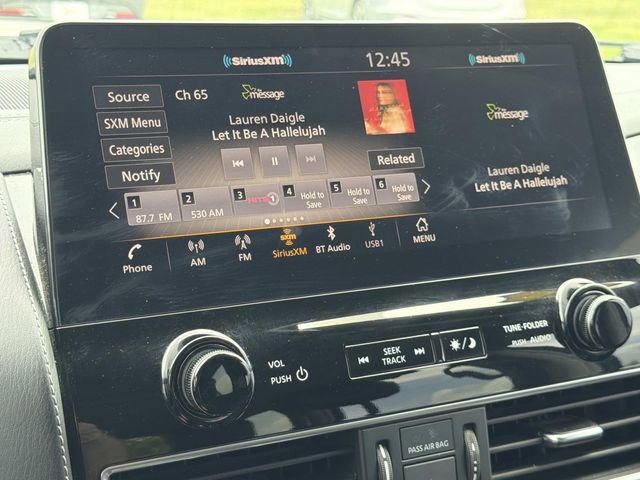 SiriusXM
12:45
SiriusXM
Source
Ch 65
the message
SXM Menu
Lauren Daigle
Let It Be A Hallelujah
Categories
Notify
Related
the message
Lauren Daigle
Let It Be A Hallelujah
1
87.7 FM
2
530 AM
3
HITS 1
4
Hold to
Save
5
Hold to
Save
6
Hold to
Save
Phone
AM
FM
sxm
SiriusXM
BT Audio
USB1
MENU
VOL
PUSH
SEEK
TRACK
TUNE·FOLDER
PUSH AUDIO
PASS AIR BAG